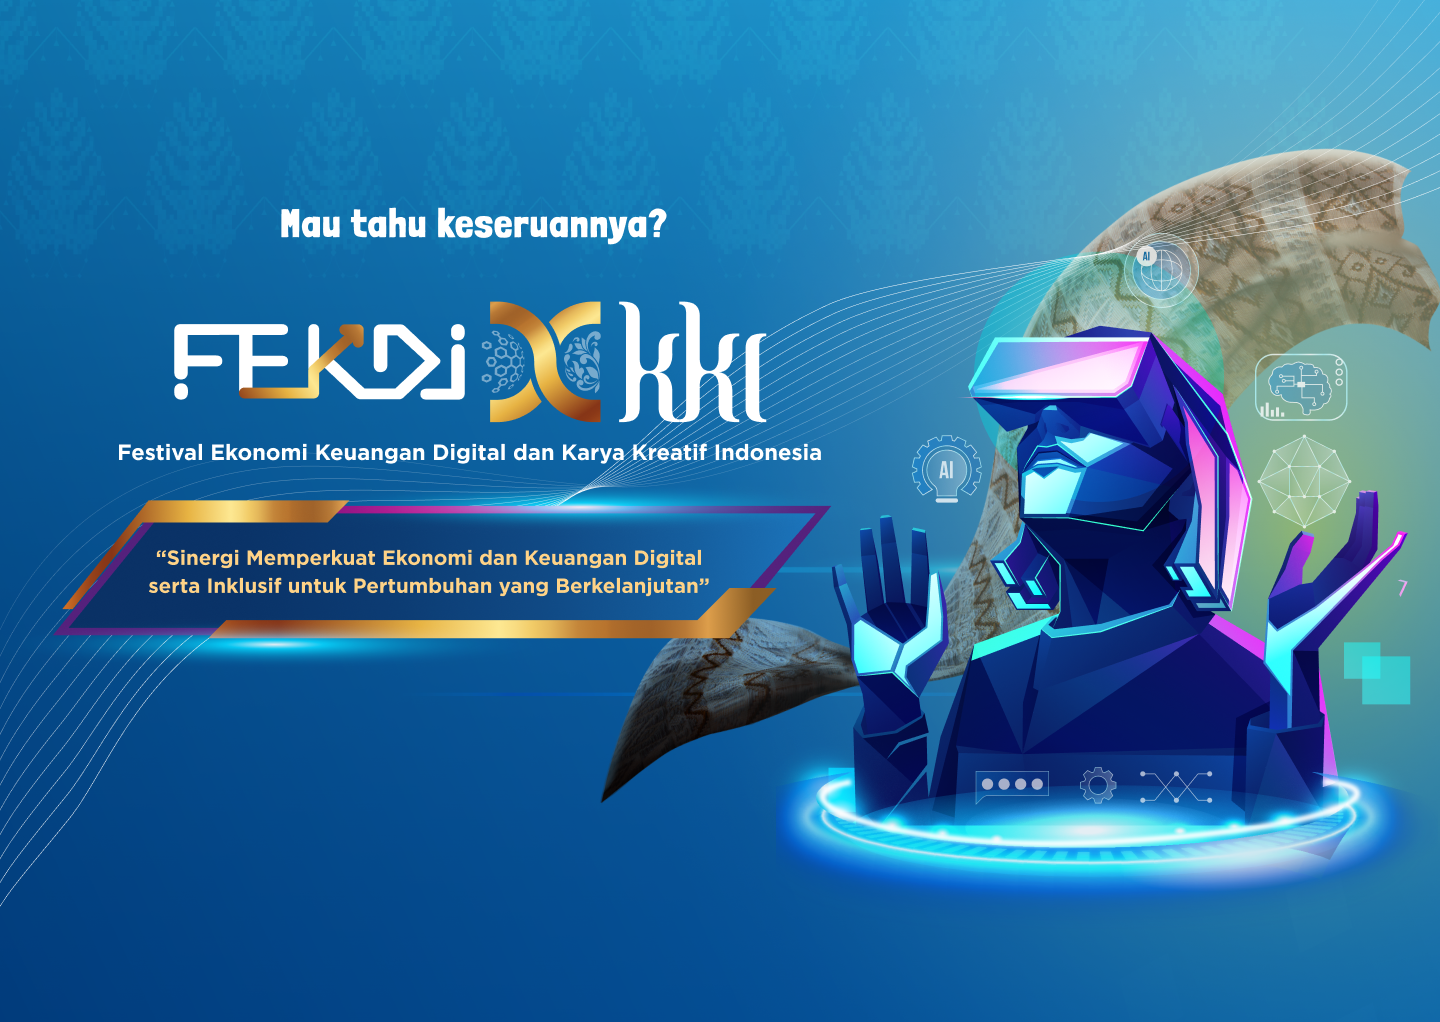 Mau tahu keseruannya?
FEKDi X KKI
Festival Ekonomi Keuangan Digital dan Karya Kreatif Indonesia
“Sinergi Memperkuat Ekonomi dan Keuangan Digital
serta Inklusif untuk Pertumbuhan yang Berkelanjutan”
AI
AI